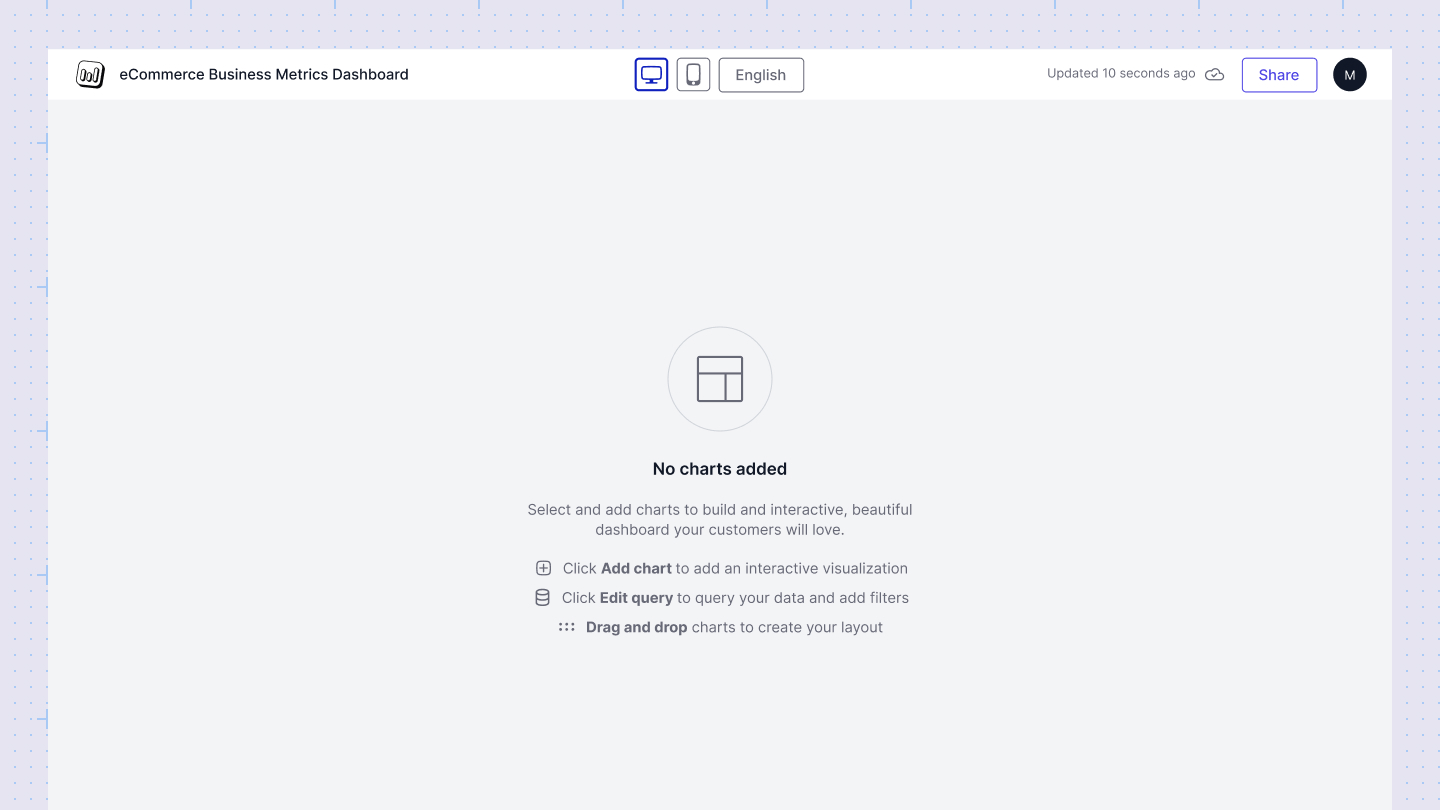 eCommerce Business Metrics Dashboard
English
Updated 10 seconds ago
Share
M
No charts added
Select and add charts to build and interactive, beautiful
dashboard your customers will love.
Click Add chart to add an interactive visualization
Click Edit query to query your data and add filters
Drag and drop charts to create your layout